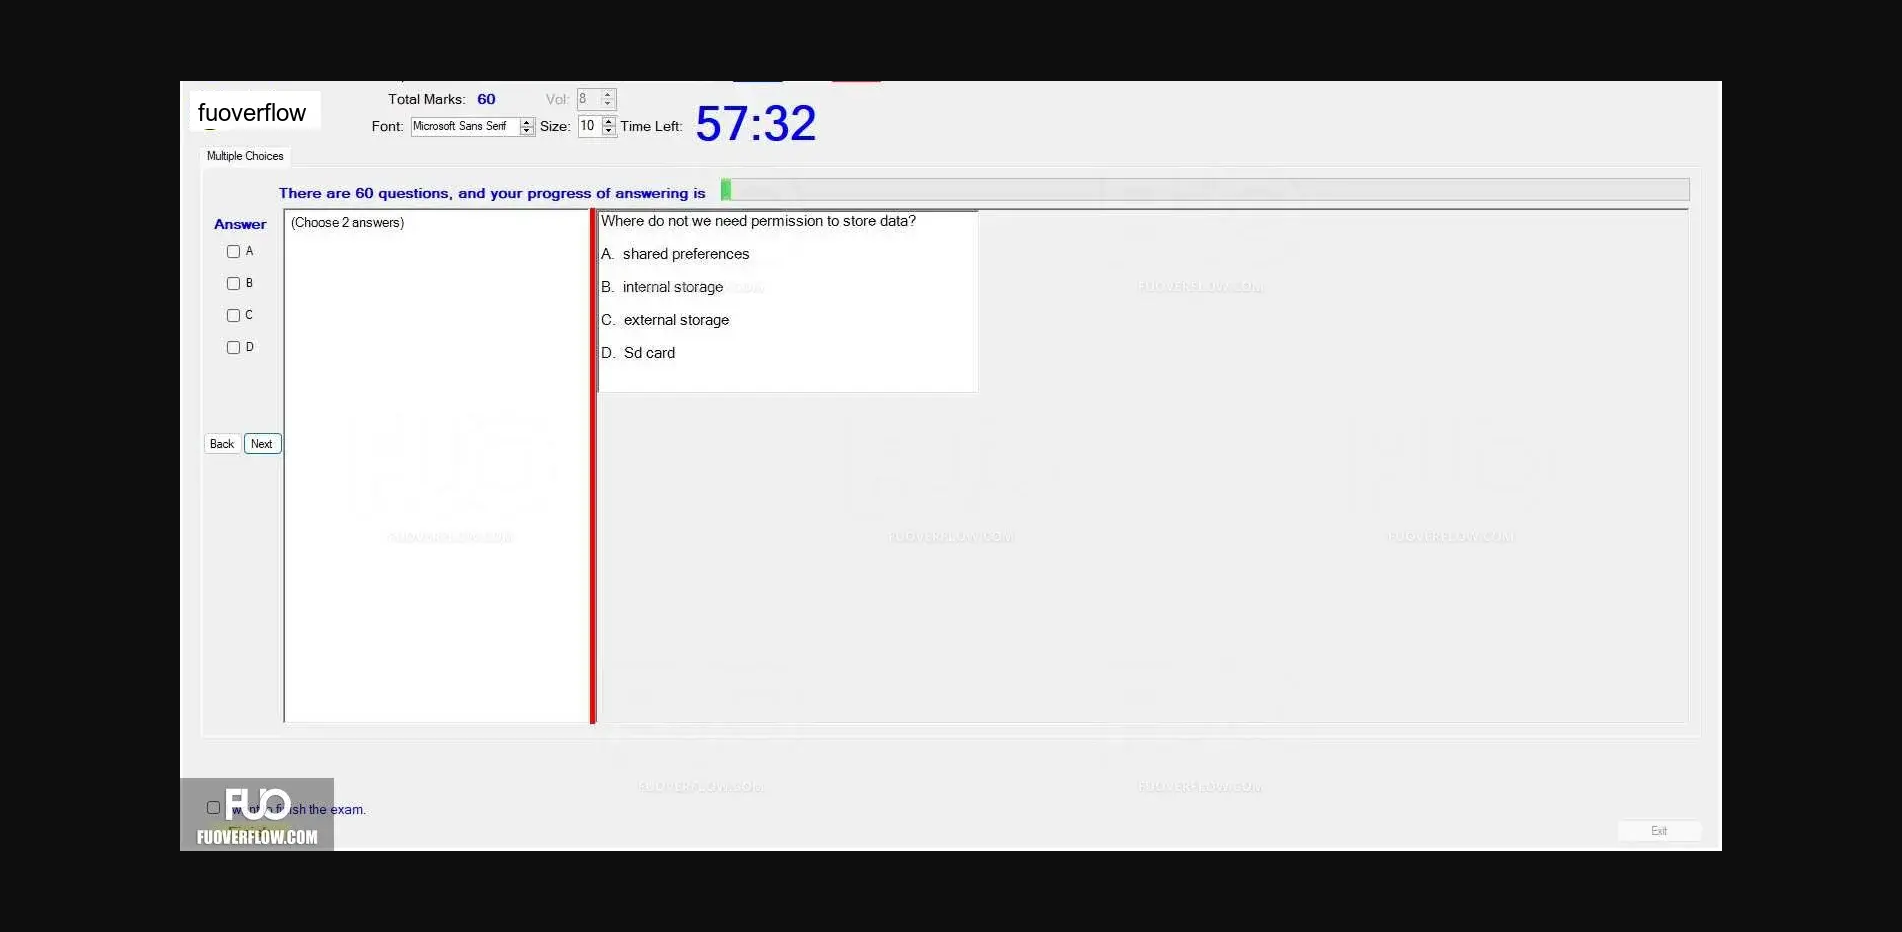 fuoverflow
Total Marks: 60
Vol: 8
Font: Microsoft Sans Serif Size: 10 Time Left: 57:32
Multiple Choices
There are 60 questions, and your progress of answering is
Answer
A
B
C
D
Back Next
(Choose 2 answers)
Where do not we need permission to store data?
A. shared preferences
B. internal storage
C. external storage
D. Sd card
FUOVERFLOW.COM
FUOVERFLOW.COM
FUOVERFLOW.COM
FUOVERFLOW.COM
FUOVERFLOW.COM
FUOVERFLOW.COM
FUO
the exam.
FUOVERFLOW.COM
Exit